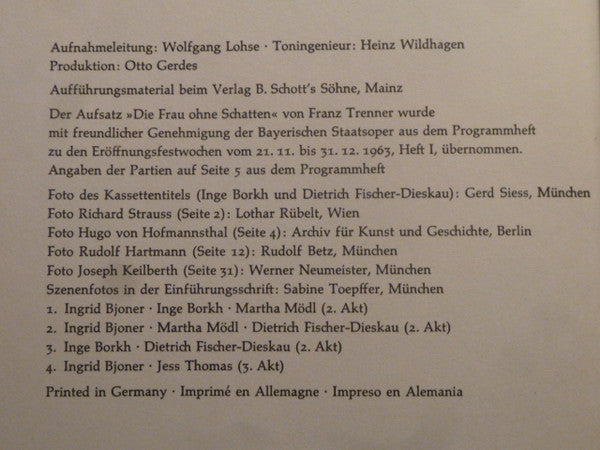 Aufnahmeleitung: Wolfgang Lohse · Toningenieur: Heinz Wildhagen
Produktion: Otto Gerdes
Aufführungsmaterial beim Verlag B. Schott's Söhne, Mainz
Der Aufsatz »Die Frau ohne Schatten« von Franz Trenner wurde
mit freundlicher Genehmigung der Bayerischen Staatsoper aus dem Programmheft
zu den Eröffnungsfestwochen vom 21. 11. bis 31. 12. 1963, Heft I, übernommen.
Angaben der Partien auf Seite 5 aus dem Programmheft
Foto des Kassettentitels (Inge Borkh und Dietrich Fischer-Dieskau): Gerd Siess, München
Foto Richard Strauss (Seite 2): Lothar Rübelt, Wien
Foto Hugo von Hofmannsthal (Seite 4): Archiv für Kunst und Geschichte, Berlin
Foto Rudolf Hartmann (Seite 12): Rudolf Betz, München
Foto Joseph Keilberth (Seite 31): Werner Neumeister, München
Szenenfotos in der Einführungsschrift: Sabine Toepffer, München
1. Ingrid Bjoner · Inge Borkh · Martha Mödl (2. Akt)
2. Ingrid Bjoner · Martha Mödl · Dietrich Fischer-Dieskau (2. Akt)
3. Inge Borkh · Dietrich Fischer-Dieskau (2. Akt)
4. Ingrid Bjoner · Jess Thomas (3. Akt)
Printed in Germany · Imprimé en Allemagne · Impreso en Alemania